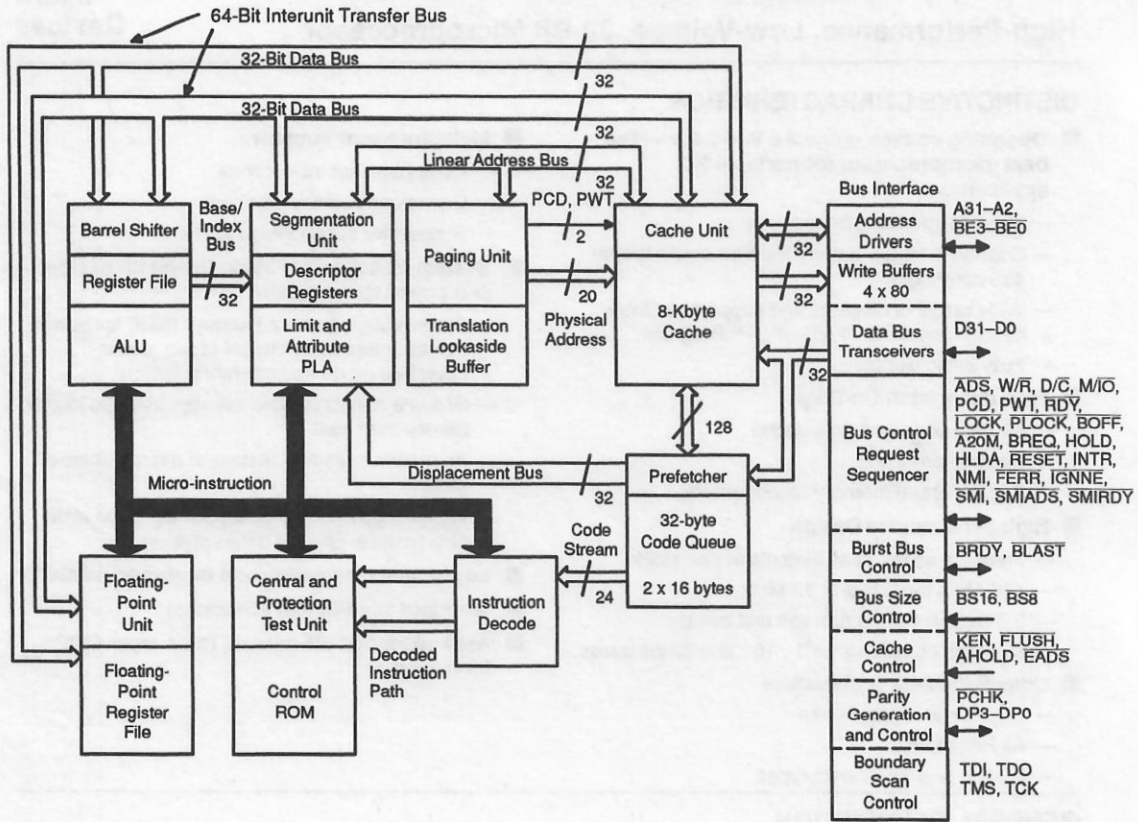 64-Bit Interunit Transfer Bus
32-Bit Data Bus
32
32-Bit Data Bus
32
Linear Address Bus
32
Barrel Shifter
Register File
ALU
Base/
Index
Bus
32
Segmentation
Unit
Descriptor
Registers
Limit and
Attribute
PLA
Paging Unit
Translation
Lookaside
Buffer
PCD, PWT
2
20
Physical
Address
Cache Unit
8-Kbyte
Cache
32
32
32
128
Bus Interface
Address
Drivers
Write Buffers
4 x 80
Data Bus
Transceivers
Bus Control
Request
Sequencer
Burst Bus
Control
Bus Size
Control
Cache
Control
Parity
Generation
and Control
Boundary
Scan
Control
A31–A2,
BE3–BE0
D31–D0
ADS, W/R, D/C, M/IO,
PCD, PWT, RDY,
LOCK, PLOCK, BOFF,
A20M, BREQ, HOLD,
HLDA, RESET, INTR,
NMI, FERR, IGNNE,
SMI, SMIADS, SMIRDY
BRDY, BLAST
BS16, BS8
KEN, FLUSH,
AHOLD, EADS
PCHK,
DP3–DP0
TDI, TDO
TMS, TCK
Displacement Bus
32
Prefetcher
32-byte
Code Queue
2 x 16 bytes
Micro-instruction
Code
Stream
24
Instruction
Decode
Decoded
Instruction
Path
Central and
Protection
Test Unit
Control
ROM
Floating-
Point
Unit
Floating-
Point
Register
File